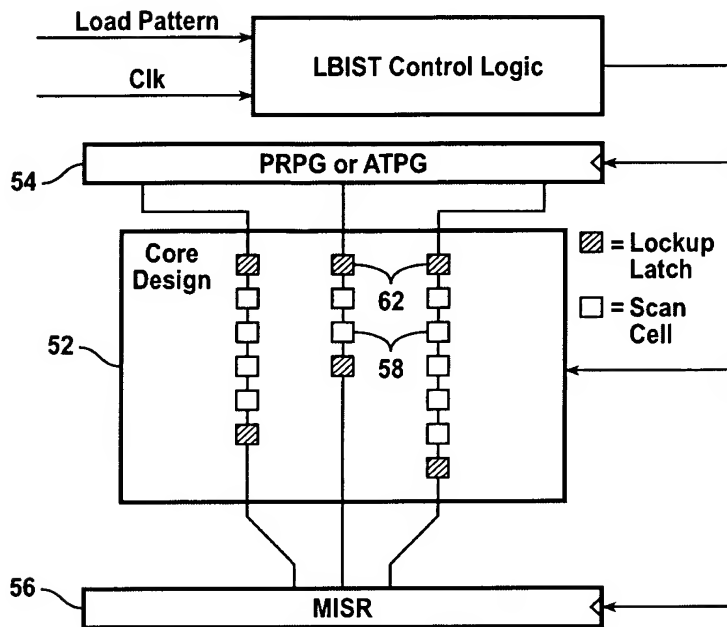 Load Pattern
Clk
LBIST Control Logic
54
PRPG or ATPG
Core
Design
62
58
52
= Lockup
Latch
= Scan
Cell
56
MISR